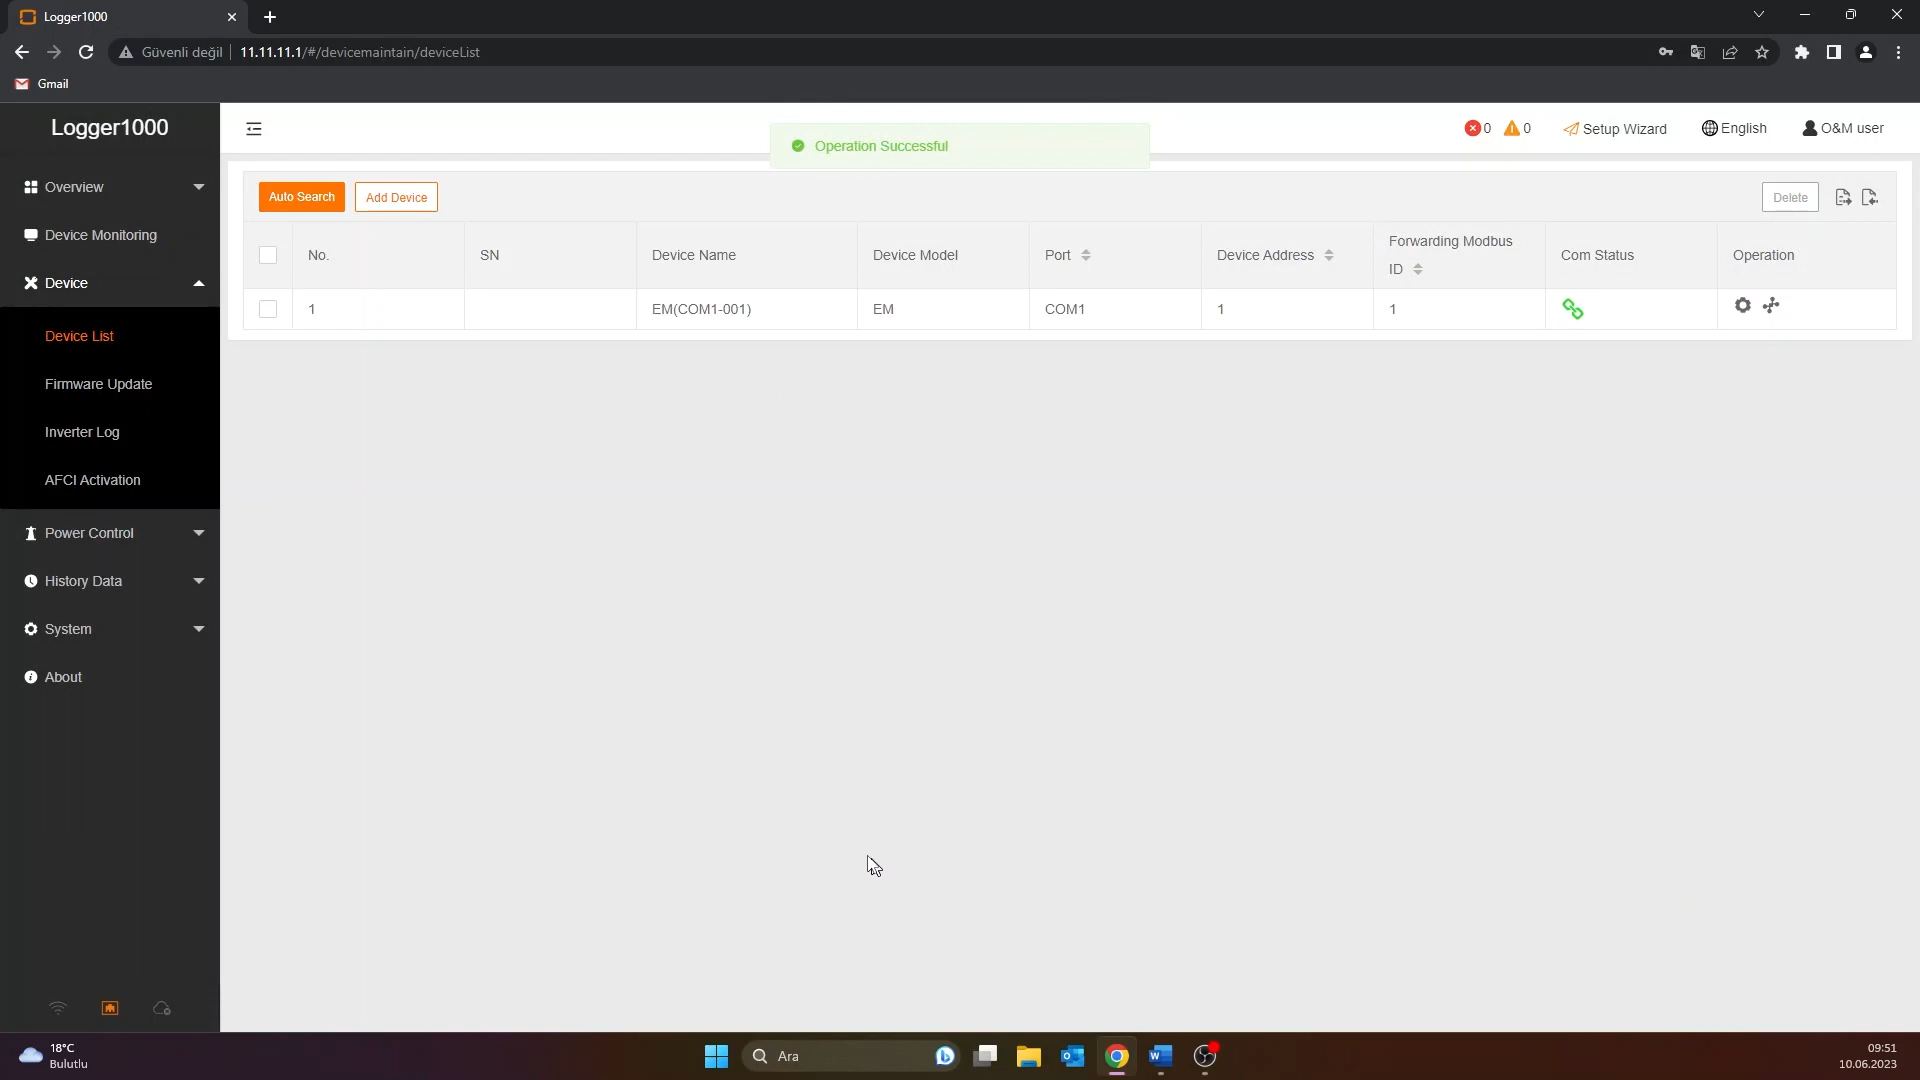 Logger1000
Güvenli değil
11.11.11.1/#/devicemaintain/deviceList
Gmail
Logger1000
Operation Successful
0
0
Setup Wizard
English
O&M user
Overview
Device Monitoring
Device
Device List
Firmware Update
Inverter Log
AFCI Activation
Power Control
History Data
System
About
Auto Search
Add Device
Delete
No.
SN
Device Name
Device Model
Port
Device Address
Forwarding Modbus
ID
Com Status
Operation
1
EM(COM1-001)
EM
COM1
1
1
18°C
Bulutlu
Ara
09:51
10.06.2023